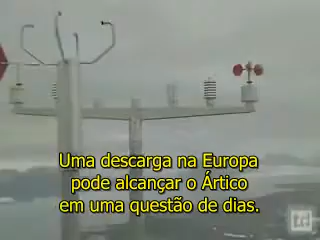 Uma descarga na Europa
pode alcançar o Ártico
em uma questão de dias.